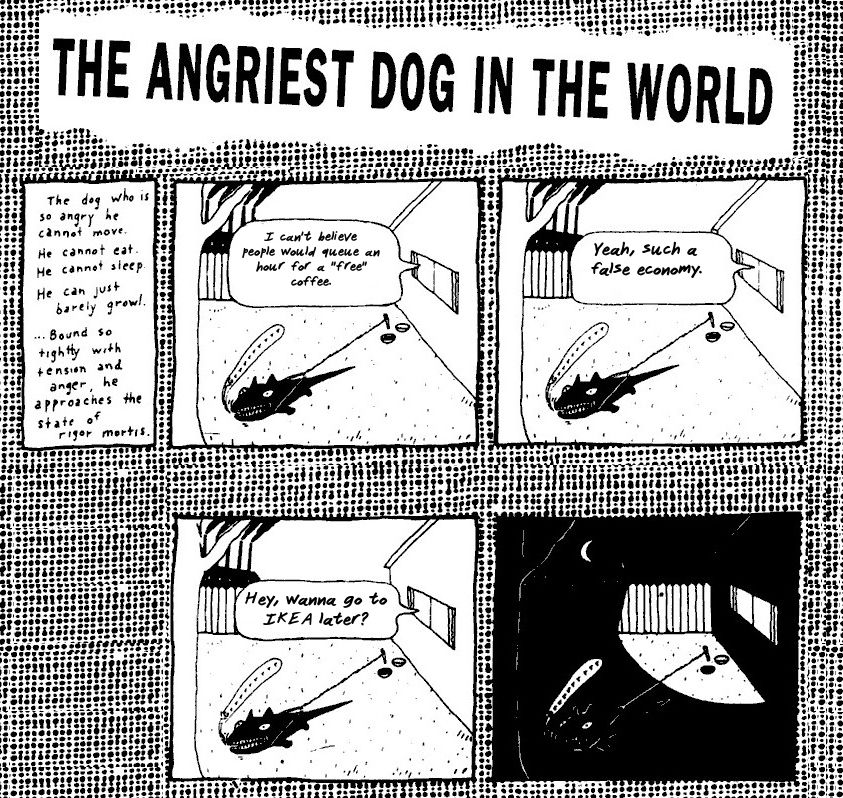 THE ANGRIEST DOG IN THE WORLD
The dog who is
so angry he
cannot move.
He cannot eat.
He cannot sleep.
He can just
barely growl.
...Bound so
tightly with
tension and
anger, he
approaches the
state of
rigor mortis.
I can't believe
people would queue an
hour for a "free"
coffee.
Yeah, such a
false economy.
Hey, wanna go to
IKEA later?